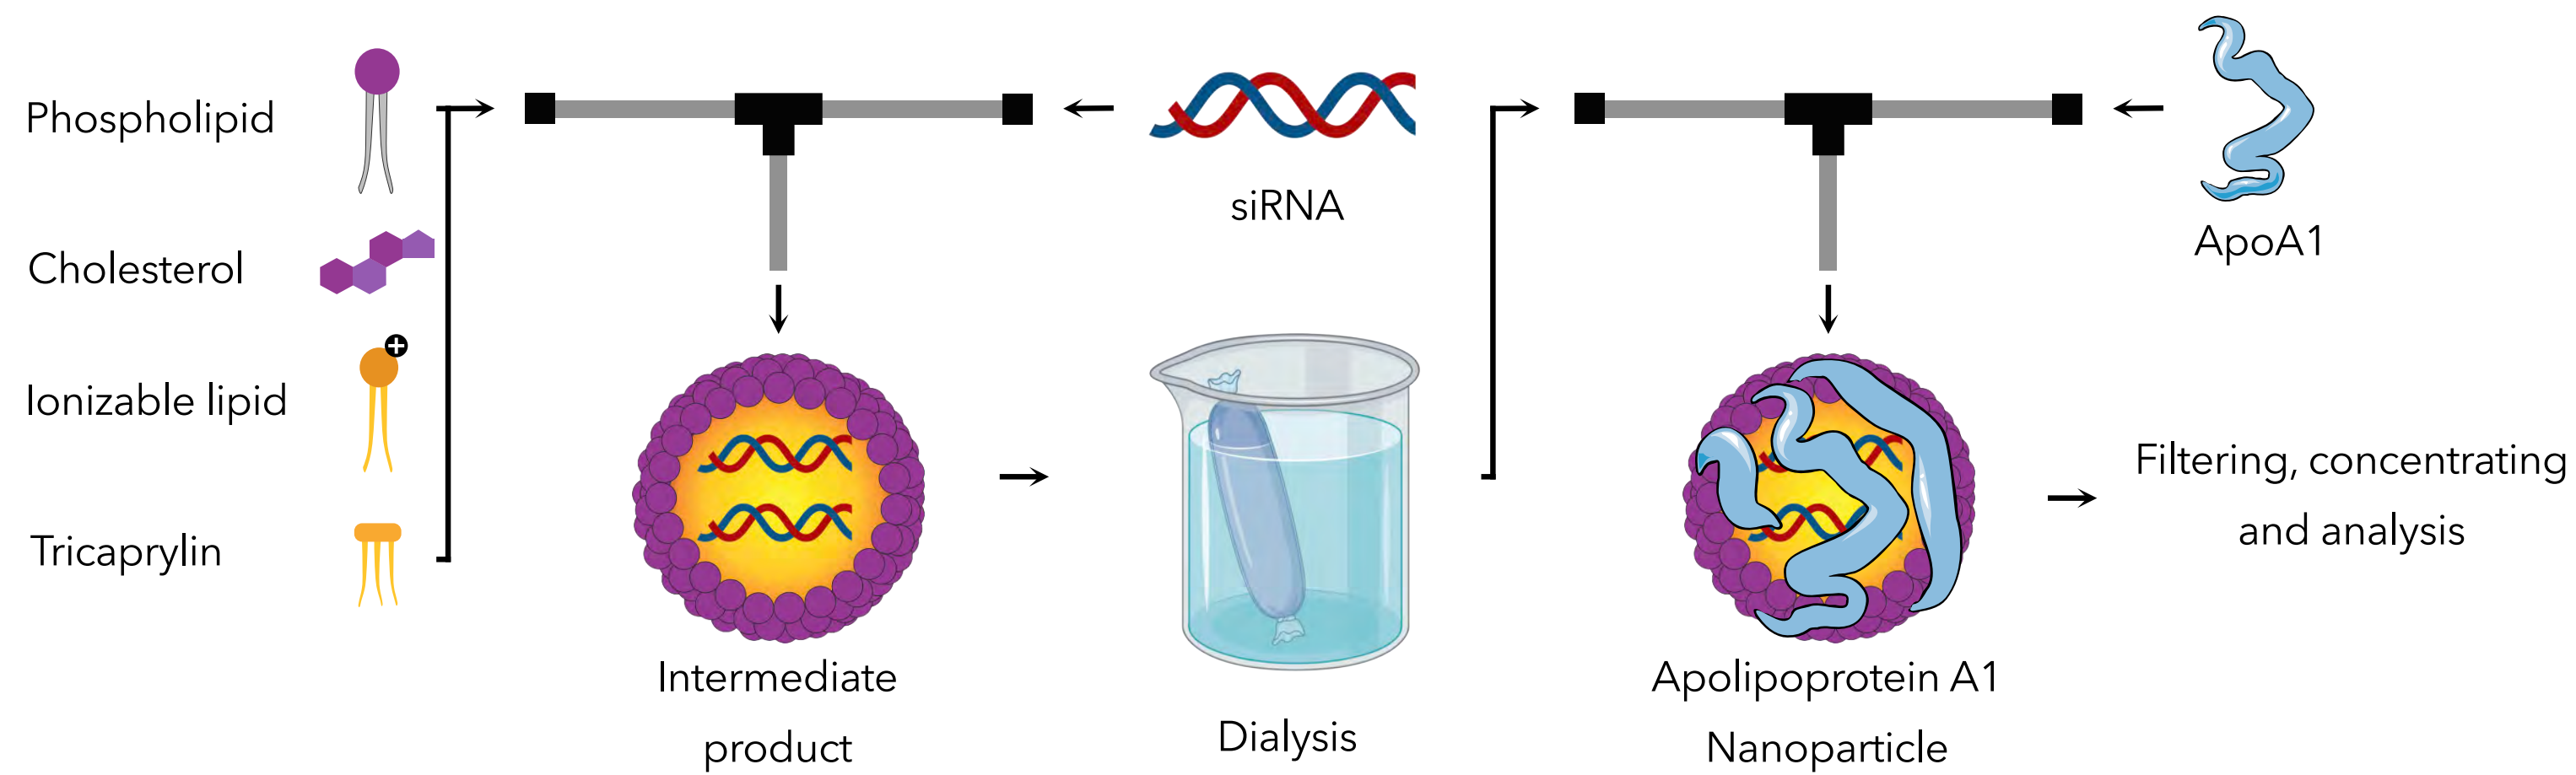 Phospholipid
Cholesterol
Ionizable lipid
Tricaprylin
siRNA
ApoA1
Intermediate
product
Dialysis
Apolipoprotein A1
Nanoparticle
Filtering, concentrating
and analysis